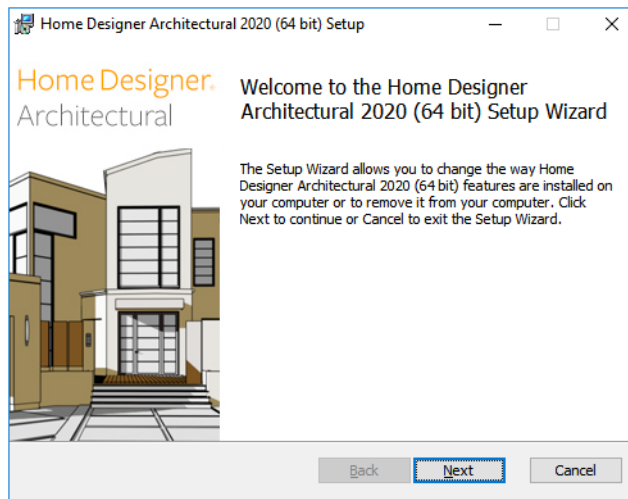 Home Designer Architectural 2020 (64 bit) Setup
Home Designer®
Architectural
Welcome to the Home Designer
Architectural 2020 (64 bit) Setup Wizard
The Setup Wizard allows you to change the way Home
Designer Architectural 2020 (64 bit) features are installed on
your computer or to remove it from your computer. Click
Next to continue or Cancel to exit the Setup Wizard.
Back Next Cancel